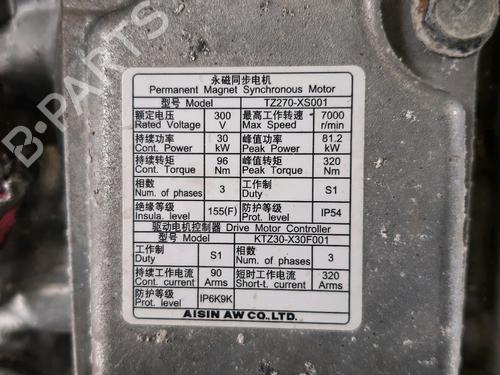 B-PARTS
永磁同步电机
Permanent Magnet Synchronous Motor
型号 Model TZ270-XS001
额定电压 Rated Voltage 300 V 最高工作转速 Max Speed 7000 r/min
持续功率 Cont. Power 30 kW 峰值功率 Peak Power 81.2 kW
持续转矩 Cont. Torque 96 Nm 峰值转矩 Peak Torque 320 Nm
相数 Num. of phases 3 工作制 Duty S1
绝缘等级 Insula. level 155(F) 防护等级 Prot. level IP54
驱动电机控制器 Drive Motor Controller
型号 Model KTZ30-X30F001
工作制 Duty S1 相数 Num. of phases 3
持续工作电流 Cont. current 90 Arms 短时工作电流 Short-t. current 320 Arms
防护等级 Prot. level IP6K9K
AISIN AW CO., LTD.